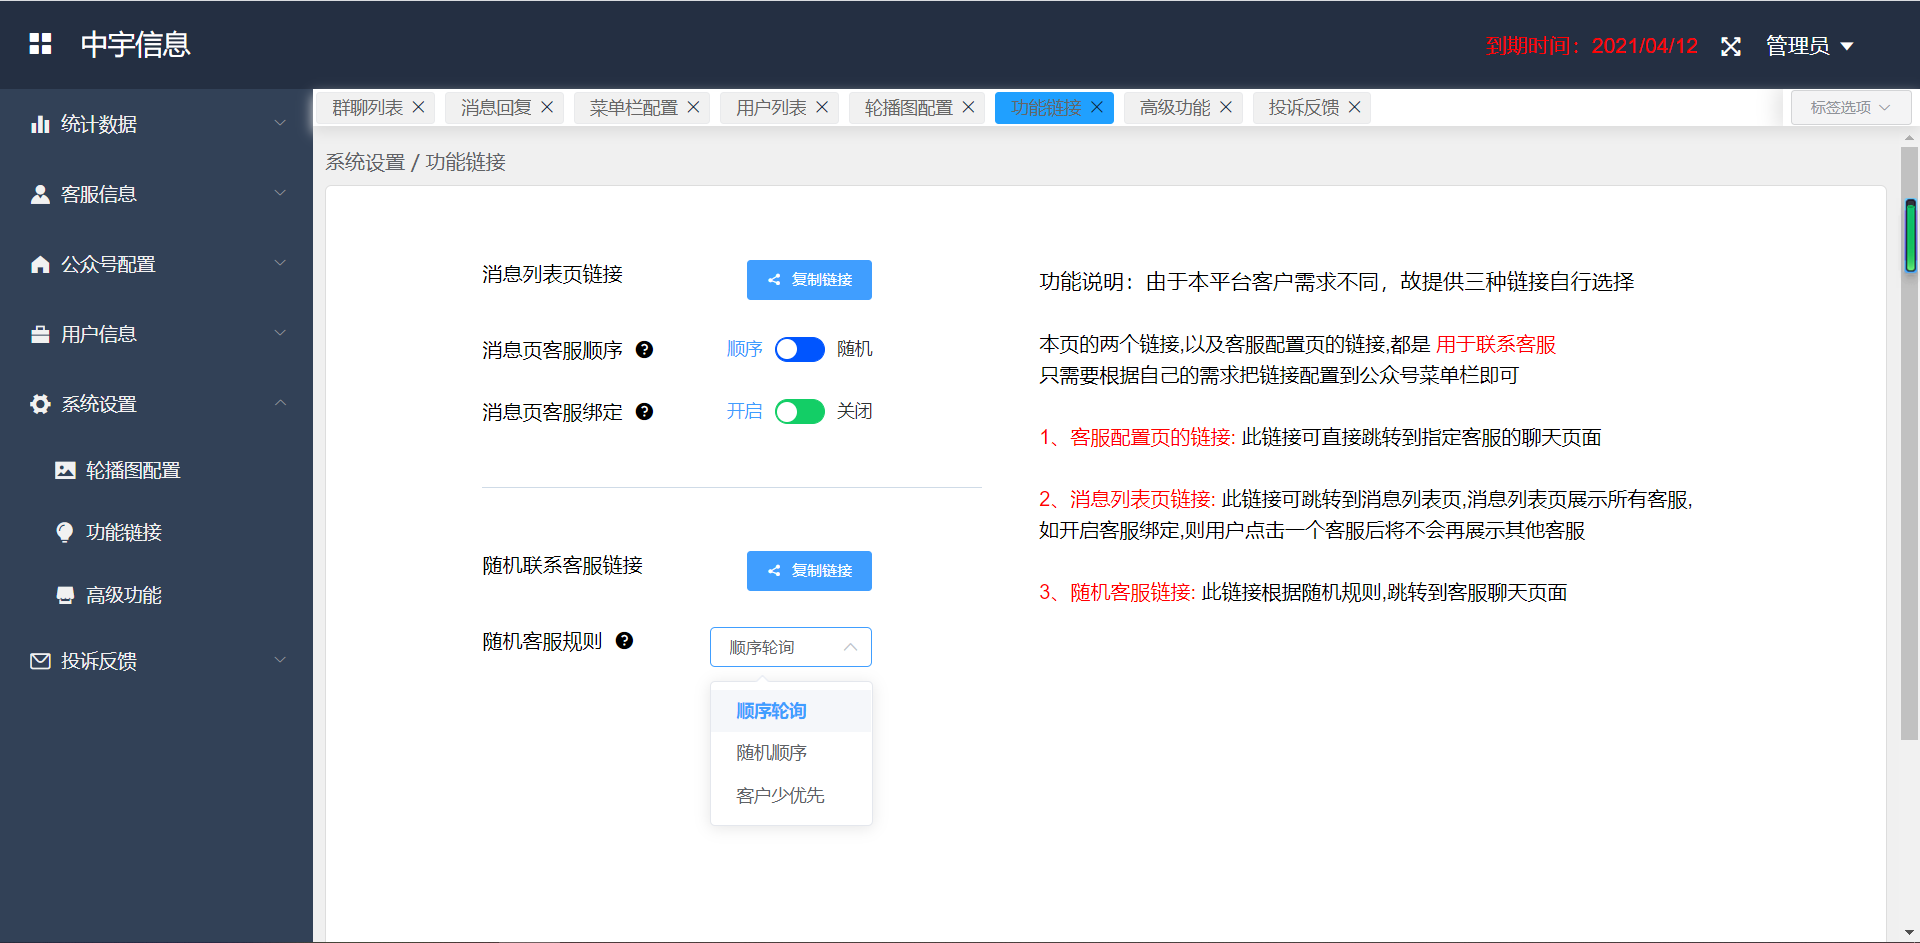 中宇信息
到期时间：2021/04/12
管理员
统计数据
客服信息
公众号配置
用户信息
系统设置
轮播图配置
功能链接
高级功能
投诉反馈
群聊列表
消息回复
菜单栏配置
用户列表
轮播图配置
功能链接
高级功能
投诉反馈
标签选项
系统设置 / 功能链接
消息列表页链接
复制链接
消息页客服顺序
顺序
随机
消息页客服绑定
开启
关闭
随机联系客服链接
复制链接
随机客服规则
顺序轮询
顺序轮询
随机顺序
客户少优先
功能说明：由于本平台客户需求不同，故提供三种链接自行选择
本页的两个链接,以及客服配置页的链接,都是 用于联系客服
只需要根据自己的需求把链接配置到公众号菜单栏即可
1、客服配置页的链接: 此链接可直接跳转到指定客服的聊天页面
2、消息列表页链接: 此链接可跳转到消息列表页,消息列表页展示所有客服,
如开启客服绑定,则用户点击一个客服后将不会再展示其他客服
3、随机客服链接: 此链接根据随机规则,跳转到客服聊天页面